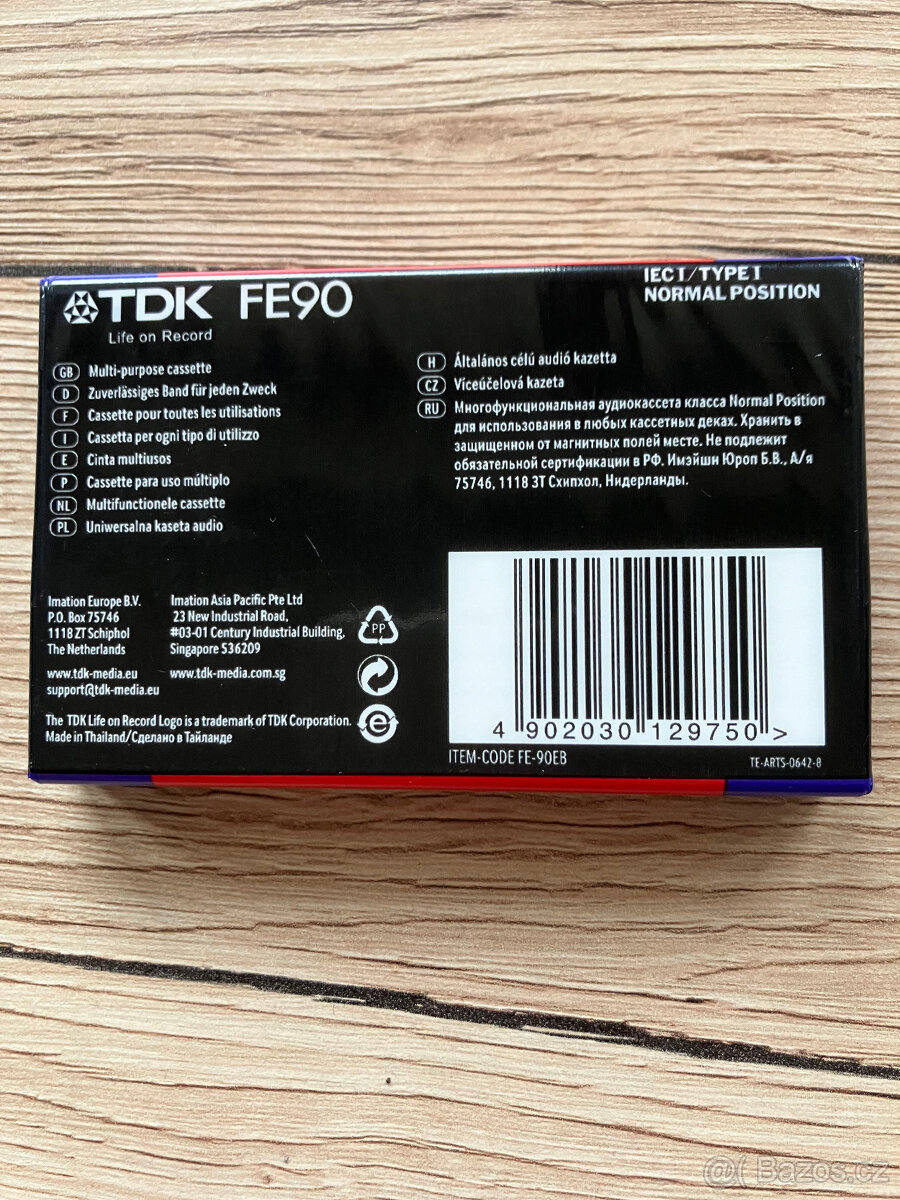 TDK FE90
Life on Record
IEC I / TYPE I
NORMAL POSITION
GB Multi-purpose cassette
D Zuverlässiges Band für jeden Zweck
F Cassette pour toutes les utilisations
I Cassetta per ogni tipo di utilizzo
E Cinta multiusos
P Cassete para uso múltiplo
NL Multifunctionele cassette
PL Uniwersalna kaseta audio
H Általános célú audió kazetta
CZ Víceúčelová kazeta
RU Многофункциональная аудиокассета класса Normal Position
для использования в любых кассетных деках. Хранить в
защищенном от магнитных полей месте. Не подлежит
обязательной сертификации в РФ. Имэйшн Юроп Б.В., А/я
75746, 1118 ЗТ Схипхол, Нидерланды.
Imation Europe B.V.
P.O. Box 75746
1118 ZT Schiphol
The Netherlands
www.tdk-media.eu
support@tdk-media.eu
Imation Asia Pacific Pte Ltd
23 New Industrial Road,
#03-01 Century Industrial Building,
Singapore 536209
www.tdk-media.com.sg
PP
e
The TDK Life on Record Logo is a trademark of TDK Corporation.
Made in Thailand/Сделано в Таиланде
4 902030 129750 >
ITEM-CODE FE-90EB
TE-ARTS-0642-8
@( Bazos.cz